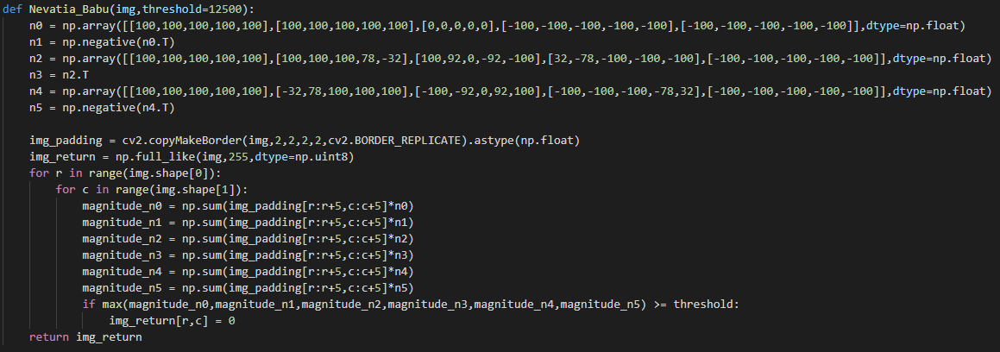 def Nevatia_Babu(img,threshold=12500):
    n0 = np.array([[100,100,100,100,100],[100,100,100,100,100],[0,0,0,0,0],[-100,-100,-100,-100,-100],[-100,-100,-100,-100,-100]],dtype=np.float)
    n1 = np.negative(n0.T)
    n2 = np.array([[100,100,100,100,100],[100,100,100,78,-32],[100,92,0,-92,-100],[32,-78,-100,-100,-100],[-100,-100,-100,-100,-100]],dtype=np.float)
    n3 = n2.T
    n4 = np.array([[100,100,100,100,100],[-32,78,100,100,100],[-100,-92,0,92,100],[-100,-100,-100,-78,32],[-100,-100,-100,-100,-100]],dtype=np.float)
    n5 = np.negative(n4.T)

    img_padding = cv2.copyMakeBorder(img,2,2,2,2,cv2.BORDER_REPLICATE).astype(np.float)
    img_return = np.full_like(img,255,dtype=np.uint8)
    for r in range(img.shape[0]):
        for c in range(img.shape[1]):
            magnitude_n0 = np.sum(img_padding[r:r+5,c:c+5]*n0)
            magnitude_n1 = np.sum(img_padding[r:r+5,c:c+5]*n1)
            magnitude_n2 = np.sum(img_padding[r:r+5,c:c+5]*n2)
            magnitude_n3 = np.sum(img_padding[r:r+5,c:c+5]*n3)
            magnitude_n4 = np.sum(img_padding[r:r+5,c:c+5]*n4)
            magnitude_n5 = np.sum(img_padding[r:r+5,c:c+5]*n5)
            if max(magnitude_n0,magnitude_n1,magnitude_n2,magnitude_n3,magnitude_n4,magnitude_n5) >= threshold:
                img_return[r,c] = 0
    return img_return